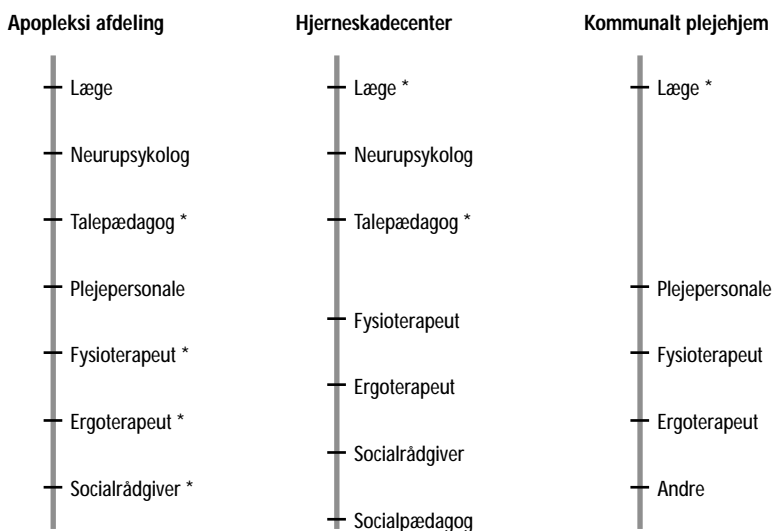 Apopleksi afdeling
Læge
Neurupsykolog
Talepædagog *
Plejepersonale
Fysioterapeut *
Ergoterapeut *
Socialrådgiver *
Hjerneskadecenter
Læge *
Neurupsykolog
Talepædagog *
Fysioterapeut
Ergoterapeut
Socialrådgiver
Socialpædagog
Kommunalt plejehjem
Læge *
Plejepersonale
Fysioterapeut
Ergoterapeut
Andre